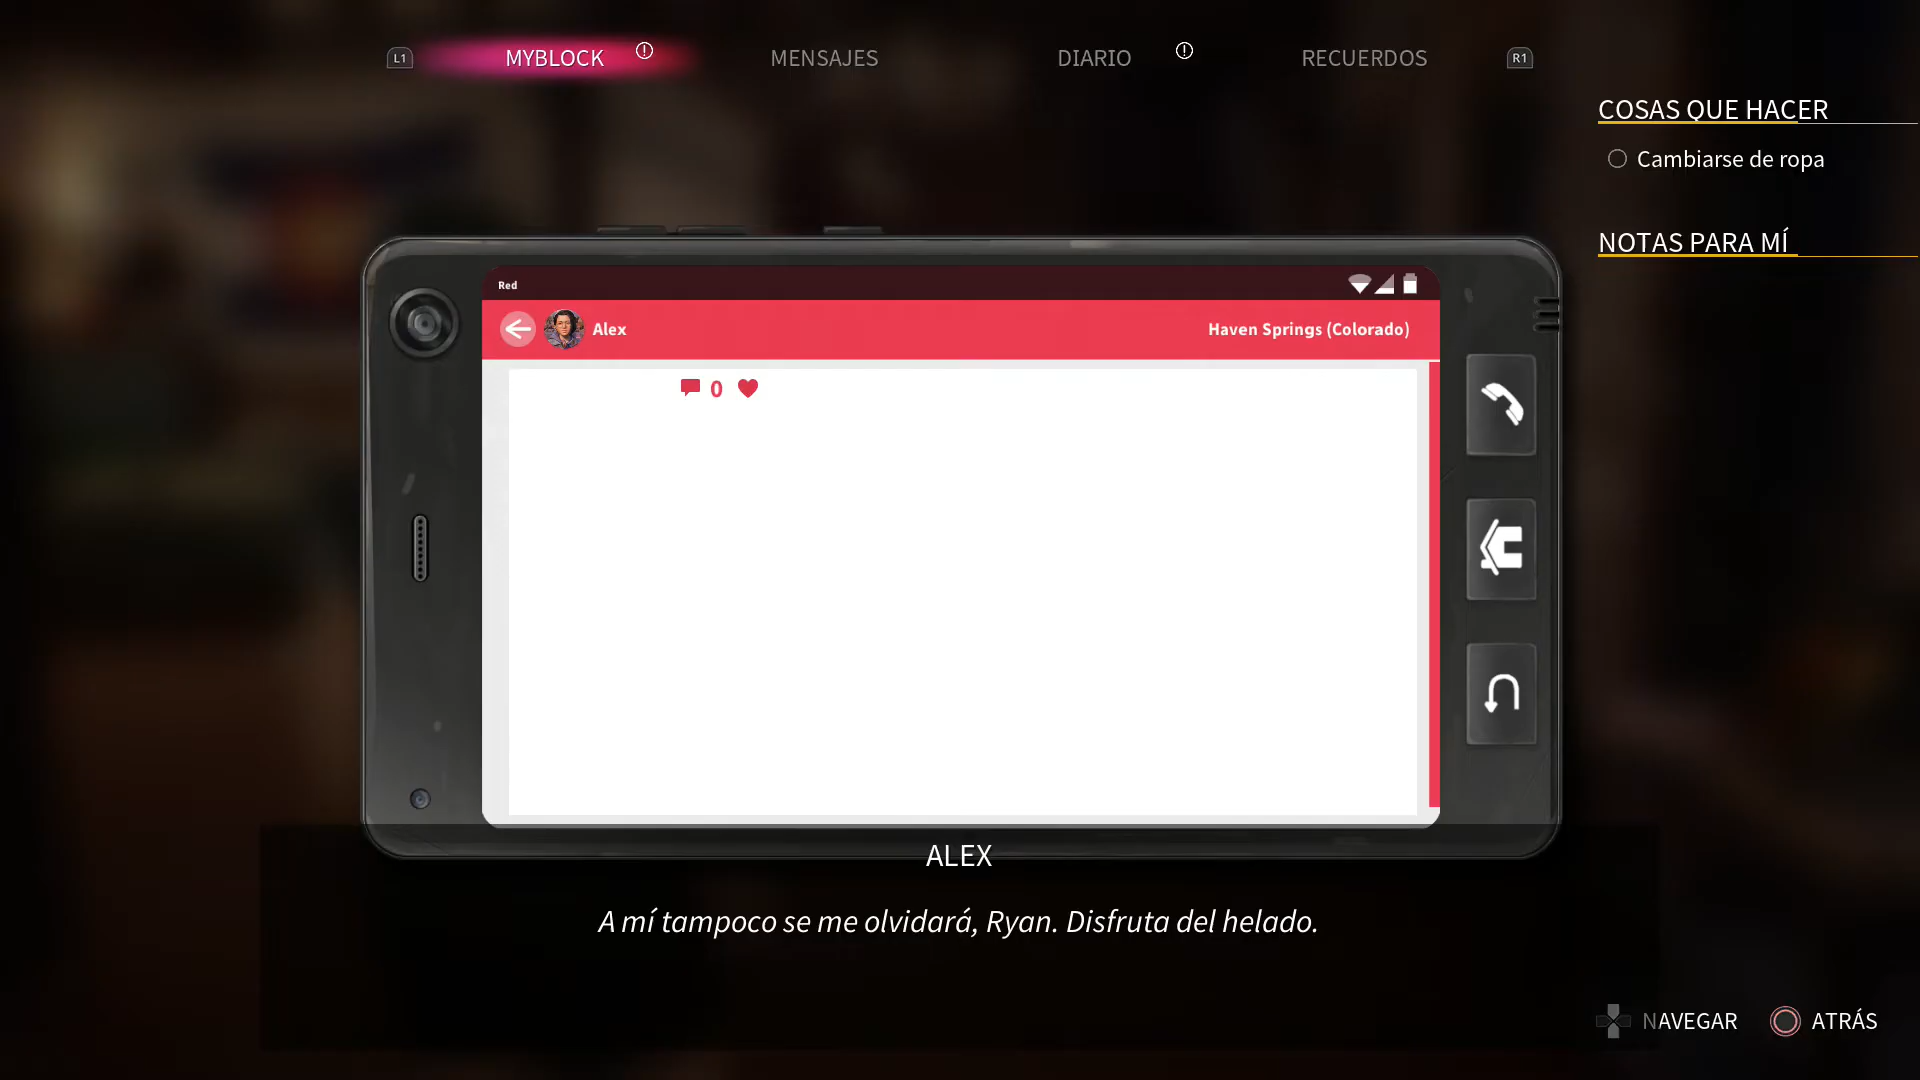 L1
MYBLOCK
MENSAJES
DIARIO
RECUERDOS
R1
COSAS QUE HACER
Cambiarse de ropa
NOTAS PARA MÍ
Red
Alex
Haven Springs (Colorado)
0
ALEX
A mí tampoco se me olvidará, Ryan. Disfruta del helado.
NAVEGAR
ATRÁS